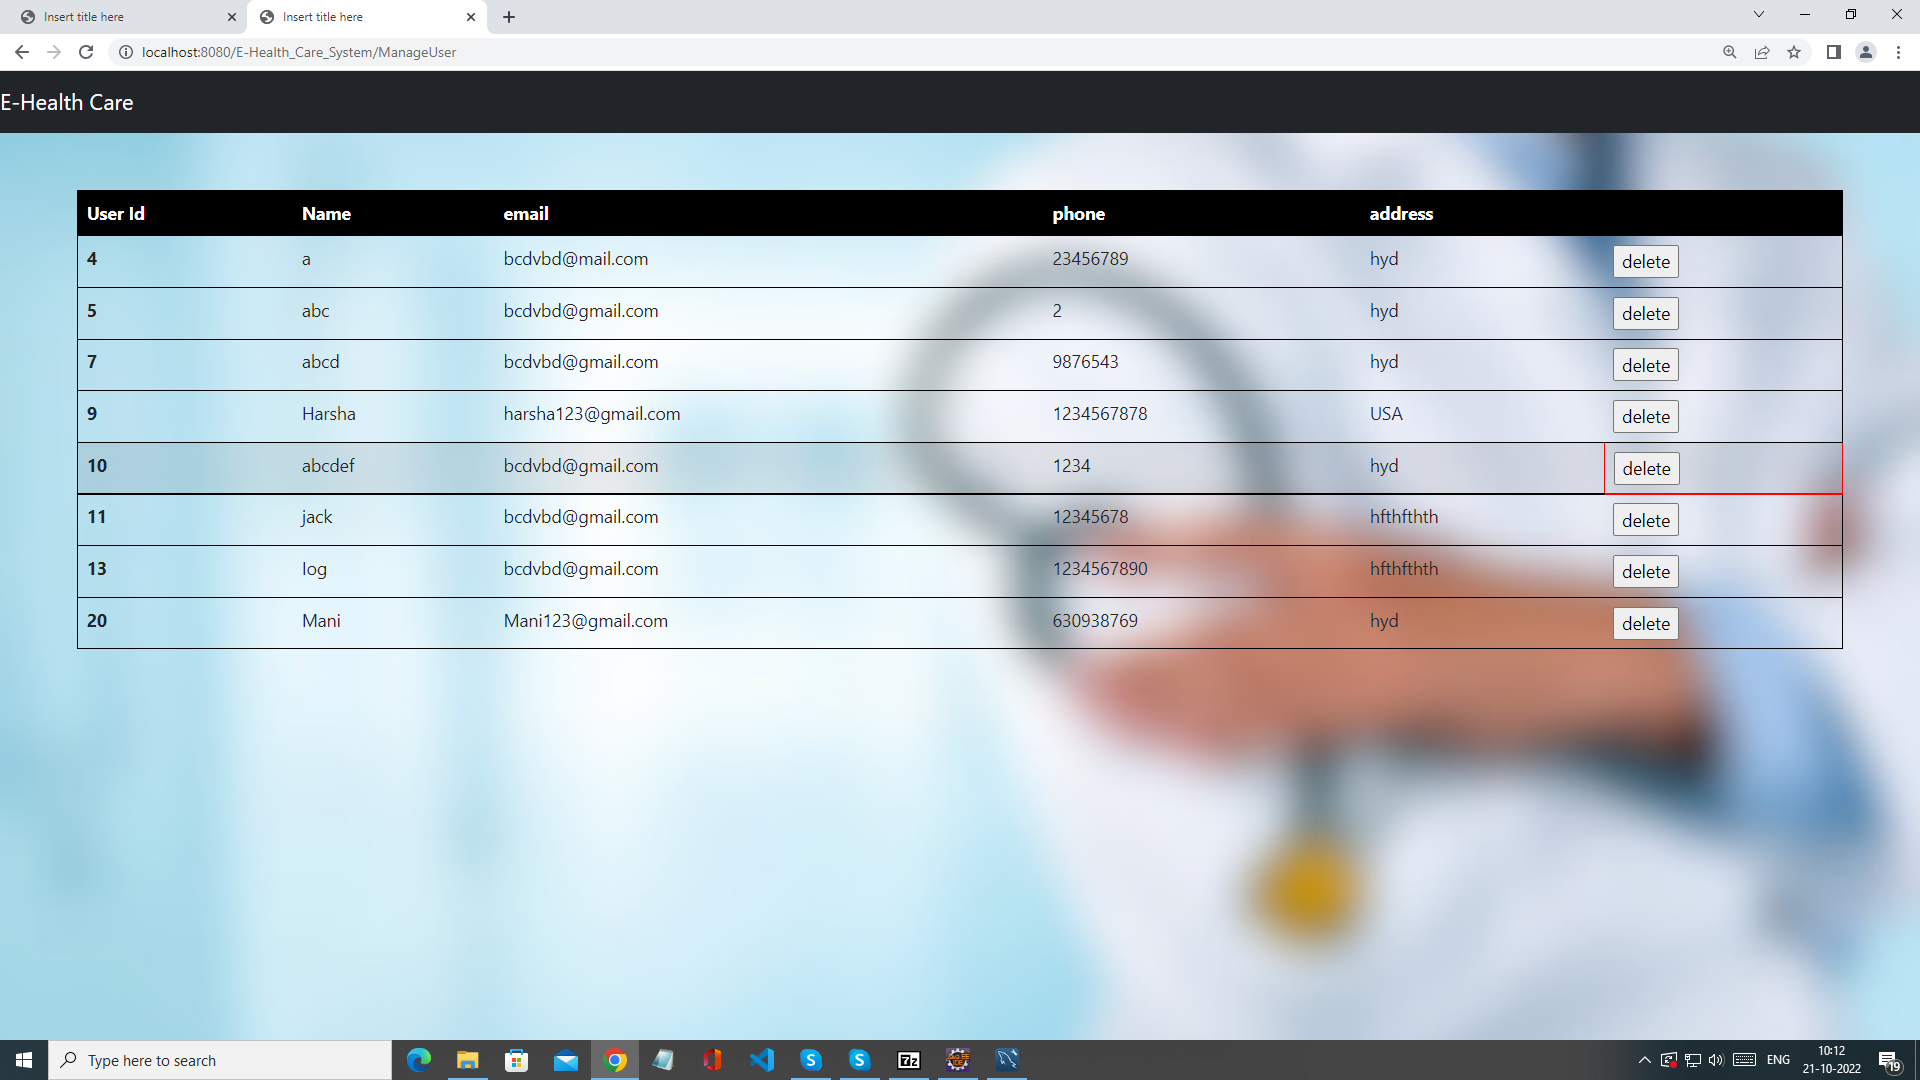 Insert title here
Insert title here
localhost:8080/E-Health_Care_System/ManageUser
E-Health Care
User Id Name email phone address
4 a bcdvbd@mail.com 23456789 hyd delete
5 abc bcdvbd@gmail.com 2 hyd delete
7 abcd bcdvbd@gmail.com 9876543 hyd delete
9 Harsha harsha123@gmail.com 1234567878 USA delete
10 abcdef bcdvbd@gmail.com 1234 hyd delete
11 jack bcdvbd@gmail.com 12345678 hfthfthth delete
13 log bcdvbd@gmail.com 1234567890 hfthfthth delete
20 Mani Mani123@gmail.com 630938769 hyd delete
Type here to search
S
S
7z
ENG
10:12
21-10-2022
19